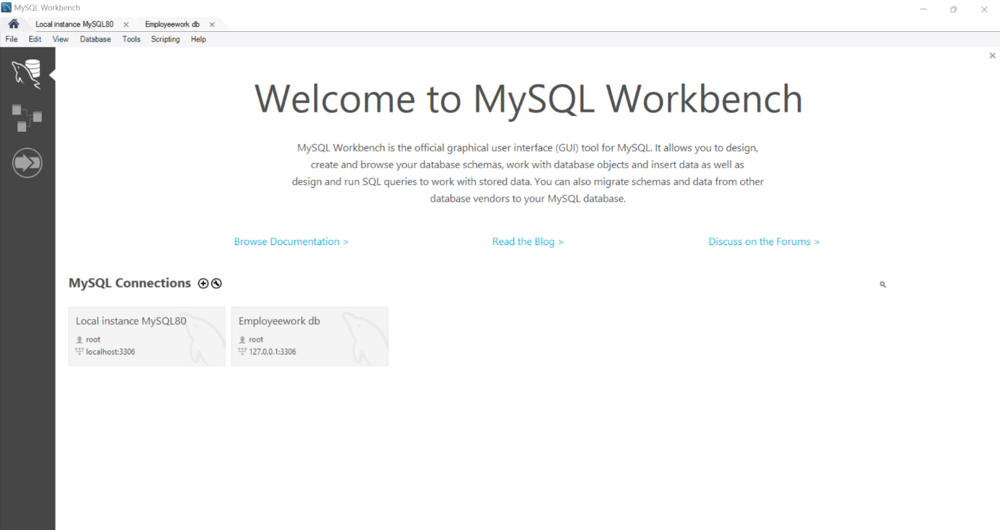 MySQL Workbench
Local instance MySQL80
Employeework db
File Edit View Database Tools Scripting Help
Welcome to MySQL Workbench
MySQL Workbench is the official graphical user interface (GUI) tool for MySQL. It allows you to design,
create and browse your database schemas, work with database objects and insert data as well as
design and run SQL queries to work with stored data. You can also migrate schemas and data from other
database vendors to your MySQL database.
Browse Documentation >
Read the Blog >
Discuss on the Forums >
MySQL Connections
Local instance MySQL80
root
localhost:3306
Employeework db
root
127.0.0.1:3306